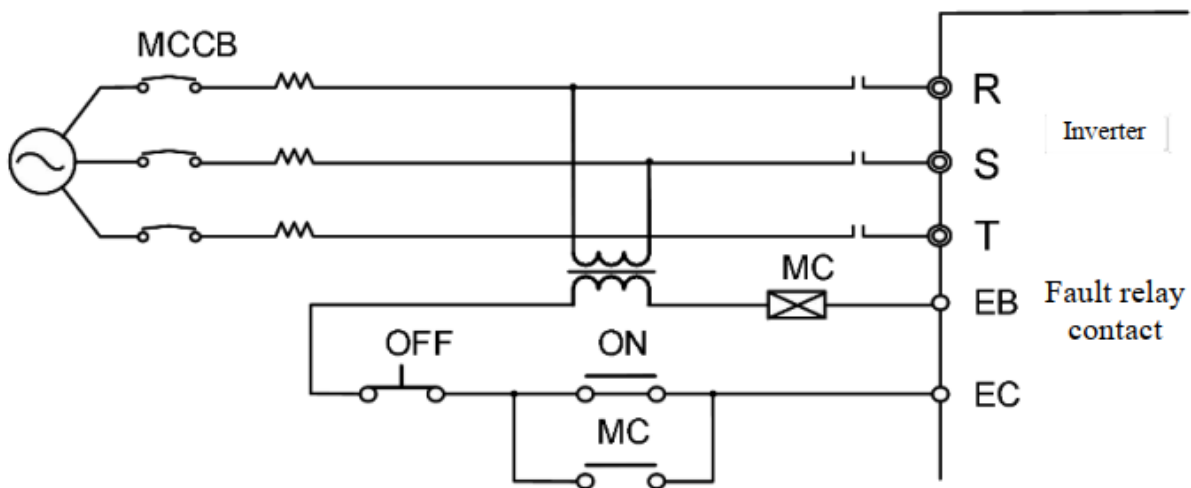 MCCB
R
Inverter
S
T
MC
EB
Fault relay
contact
OFF
ON
EC
MC